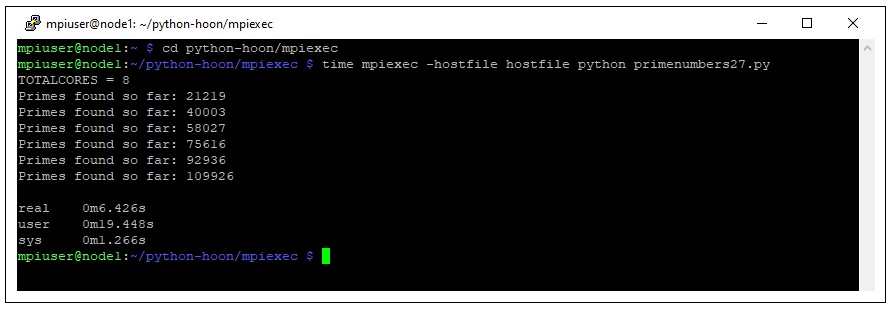 mpiuser@node1: ~/python-hoon/mpiexec
mpiuser@node1:~ $ cd python-hoon/mpiexec
mpiuser@node1:~/python-hoon/mpiexec $ time mpiexec -hostfile hostfile python primenumbers27.py
TOTALCORES = 8
Primes found so far: 21219
Primes found so far: 40003
Primes found so far: 58027
Primes found so far: 75616
Primes found so far: 92936
Primes found so far: 109926
real 0m6.426s
user 0m19.448s
sys 0m1.266s
mpiuser@node1:~/python-hoon/mpiexec $